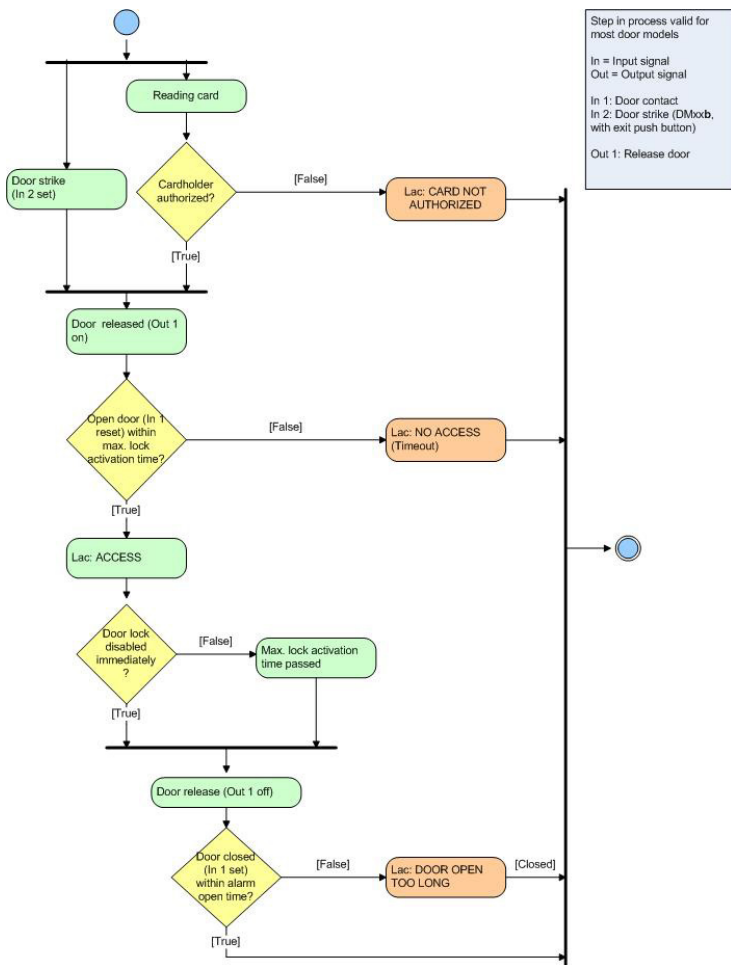 Step in process valid for
most door models
In = Input signal
Out = Output signal
In 1: Door contact
In 2: Door strike (DMxxb,
with exit push button)
Out 1: Release door
Reading card
Door strike
(In 2 set)
Cardholder
authorized?
[False]
Lac: CARD NOT
AUTHORIZED
[True]
Door  released (Out 1
on)
Open door (In 1
reset) within
max. lock
activation time?
[False]
Lac: NO ACCESS
(Timeout)
[True]
Lac: ACCESS
Door lock
disabled
immediately
?
[False]
Max. lock activation
time passed
[True]
Door release (Out 1 off)
Door closed
(In 1 set)
within alarm
open time?
[False]
Lac: DOOR OPEN
TOO LONG
[Closed]
[True]